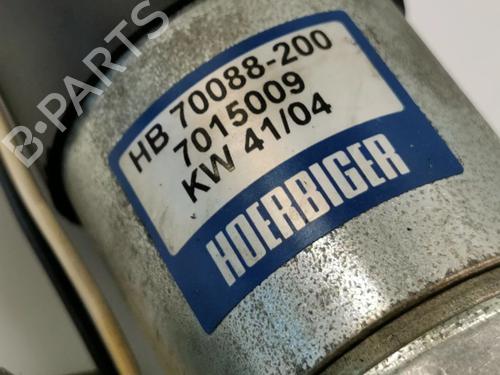 B-PARTS
HB 70088-200
7015009
KW 41/04
HOERBIGER